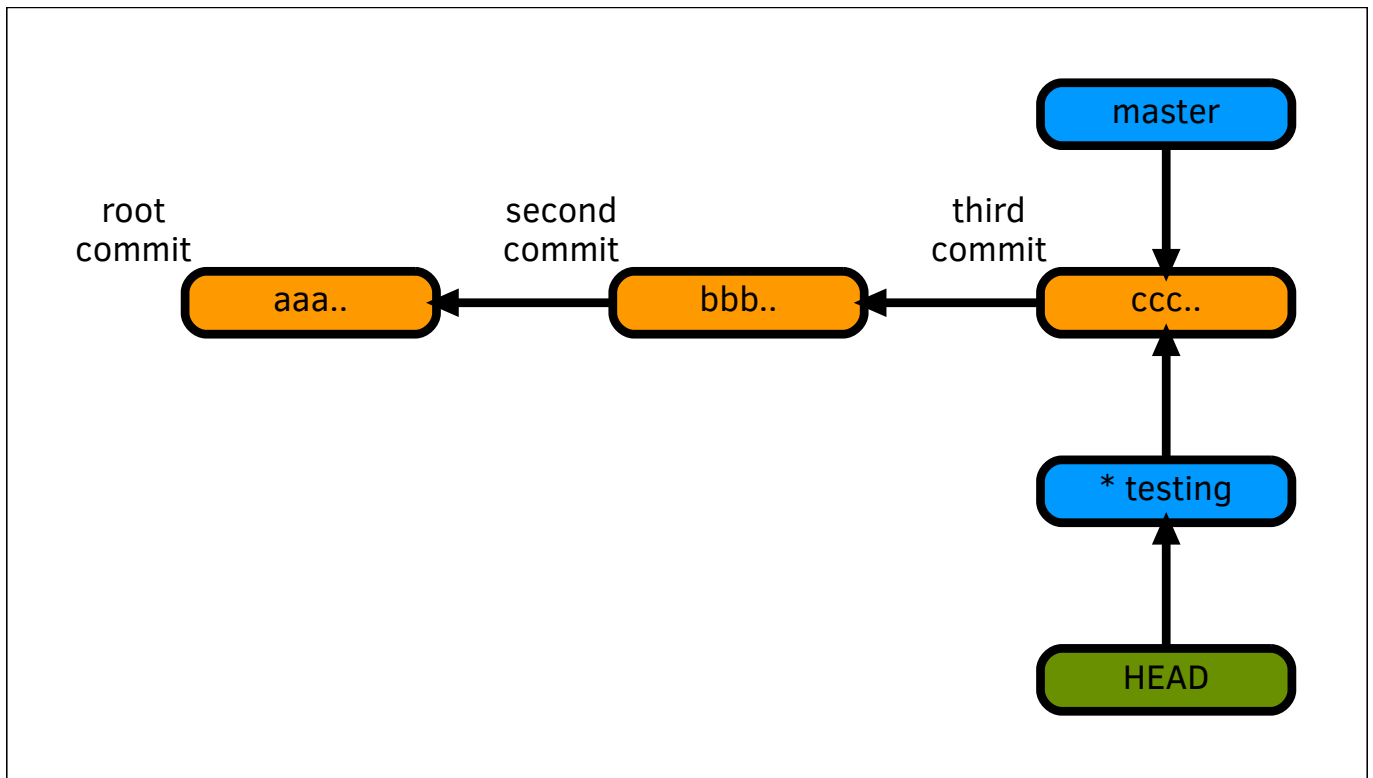 master
root
commit
second
commit
third
commit
aaa..
bbb..
ccc..
* testing
HEAD